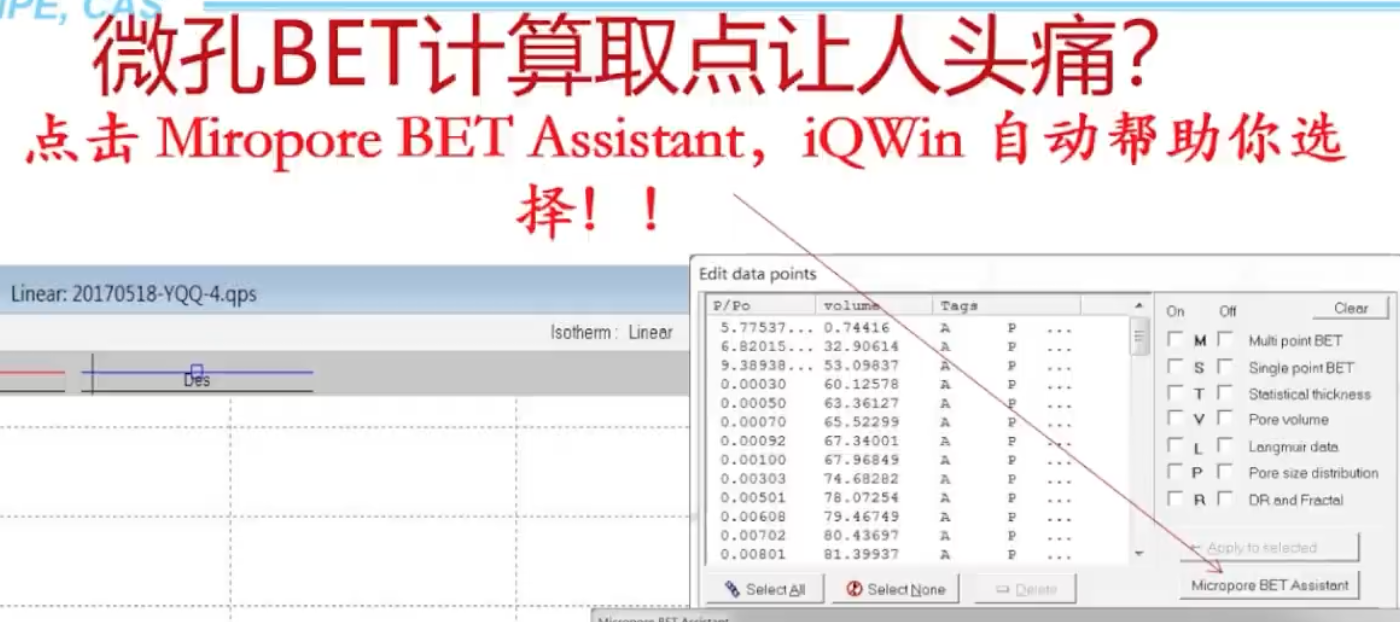 IPE, CAS
微孔BET计算取点让人头痛?
点击 Miropore BET Assistant, iQWin 自动帮助你选
择!!
Linear: 20170518-YQQ-4.qps
Isotherm : Linear
Des
Edit data points
P/Po volume Tags
5.77537... 0.74416 A P ...
6.82015... 32.90614 A P ...
9.38938... 53.09837 A P ...
0.00030 60.12578 A P ...
0.00050 63.36127 A P ...
0.00070 65.52299 A P ...
0.00092 67.34001 A P ...
0.00100 67.96849 A P ...
0.00303 74.68282 A P ...
0.00501 78.07254 A P ...
0.00608 79.46749 A P ...
0.00702 80.43697 A P ...
0.00801 81.39937 A P ...
Select All Select None Delete
On Off Clear
M Multi point BET
S Single point BET
T Statistical thickness
V Pore volume
L Langmuir data
P Pore size distribution
R DR and Fractal
Apply to selected
Micropore BET Assistant
Micropore BET Assistant